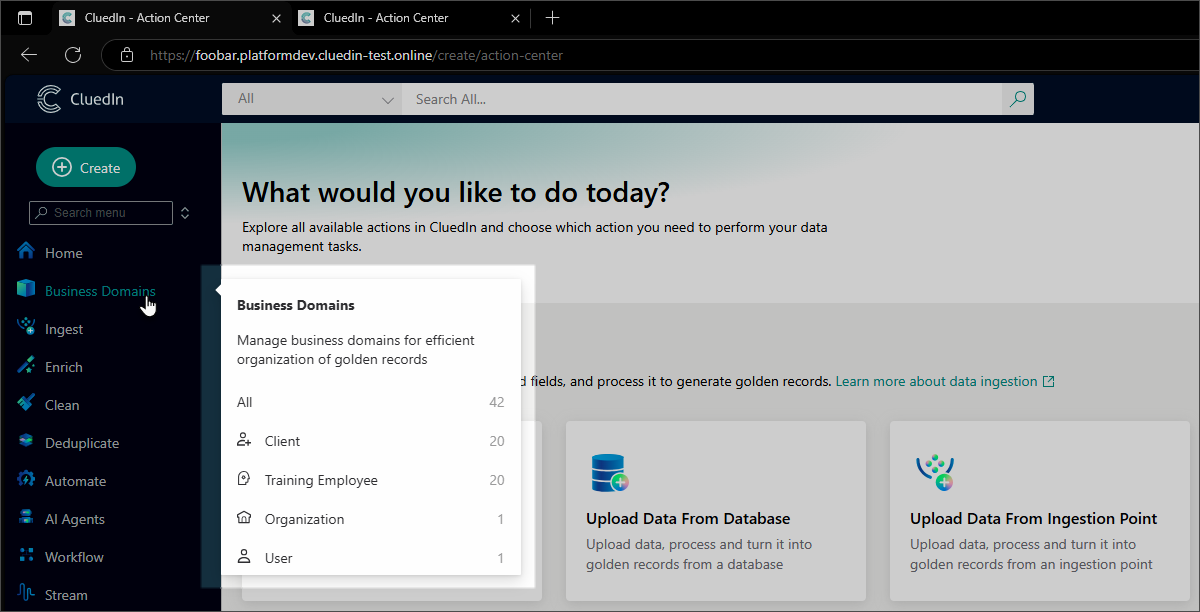 CluedIn - Action Center
CluedIn - Action Center
https://foobar.platformdev.cluedin-test.online/create/action-center
CluedIn
All
Search All...
Create
Search menu
Home
Business Domains
Ingest
Enrich
Clean
Deduplicate
Automate
AI Agents
Workflow
Stream
What would you like to do today?
Explore all available actions in CluedIn and choose which action you need to perform your data
management tasks.
Business Domains
Manage business domains for efficient
organization of golden records
All 42
Client 20
Training Employee 20
Organization 1
User 1
d fields, and process it to generate golden records. Learn more about data ingestion
Upload Data From Database
Upload data, process and turn it into
golden records from a database
Upload Data From Ingestion Point
Upload data, process and turn it into
golden records from an ingestion point